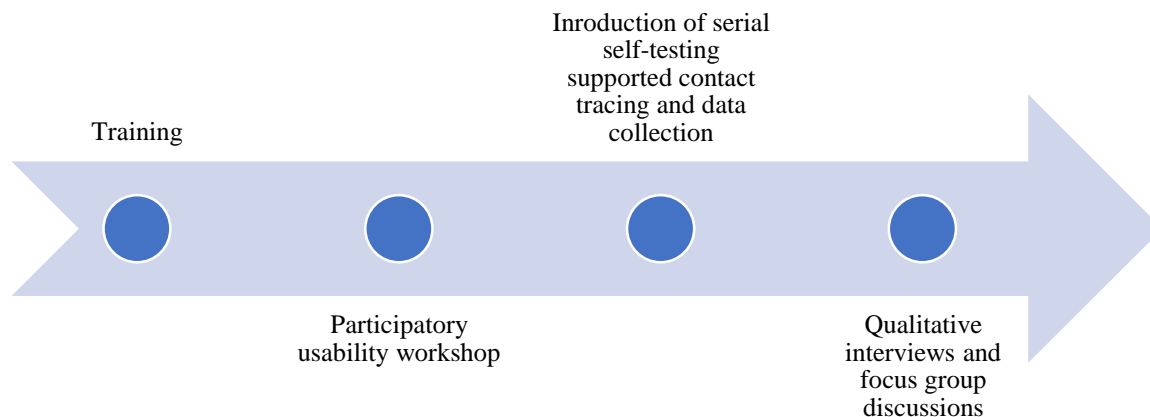 Training
Participatory
usability workshop
Inroduction of serial
self-testing
supported contact
tracing and data
collection
Qualitative
interviews and
focus group
discussions